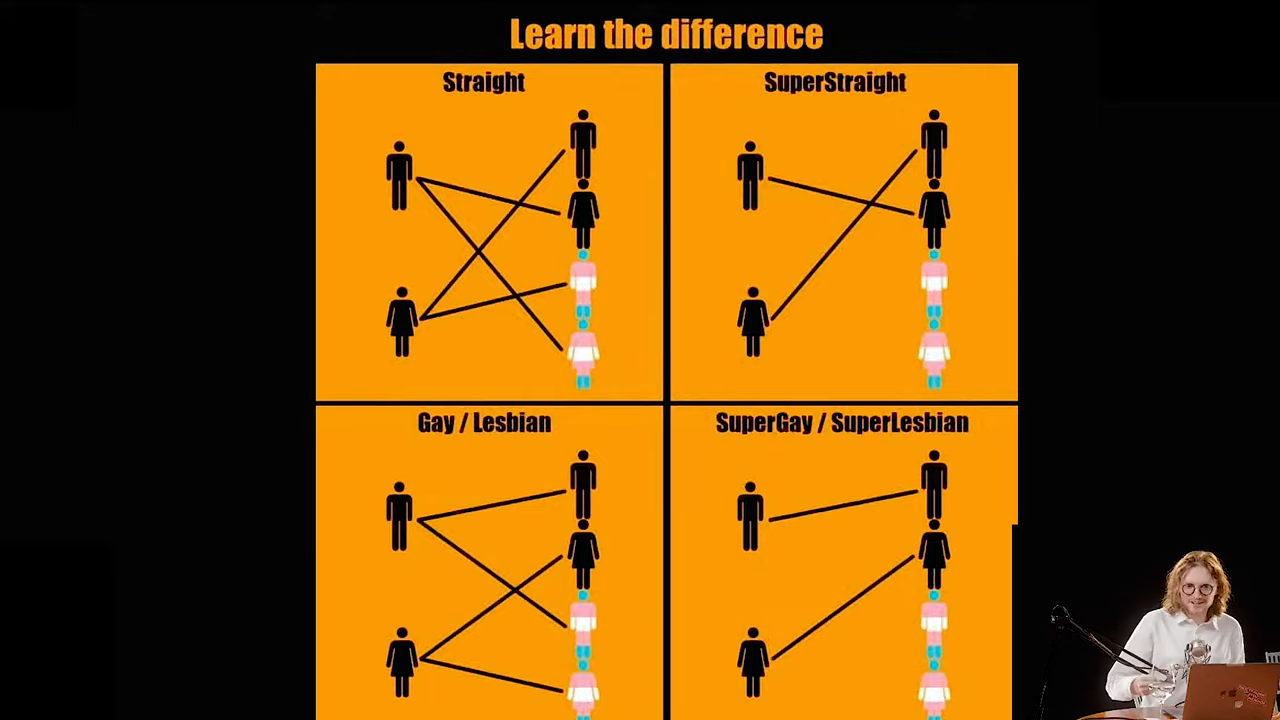 Learn the difference
Straight
SuperStraight
Gay / Lesbian
SuperGay / SuperLesbian